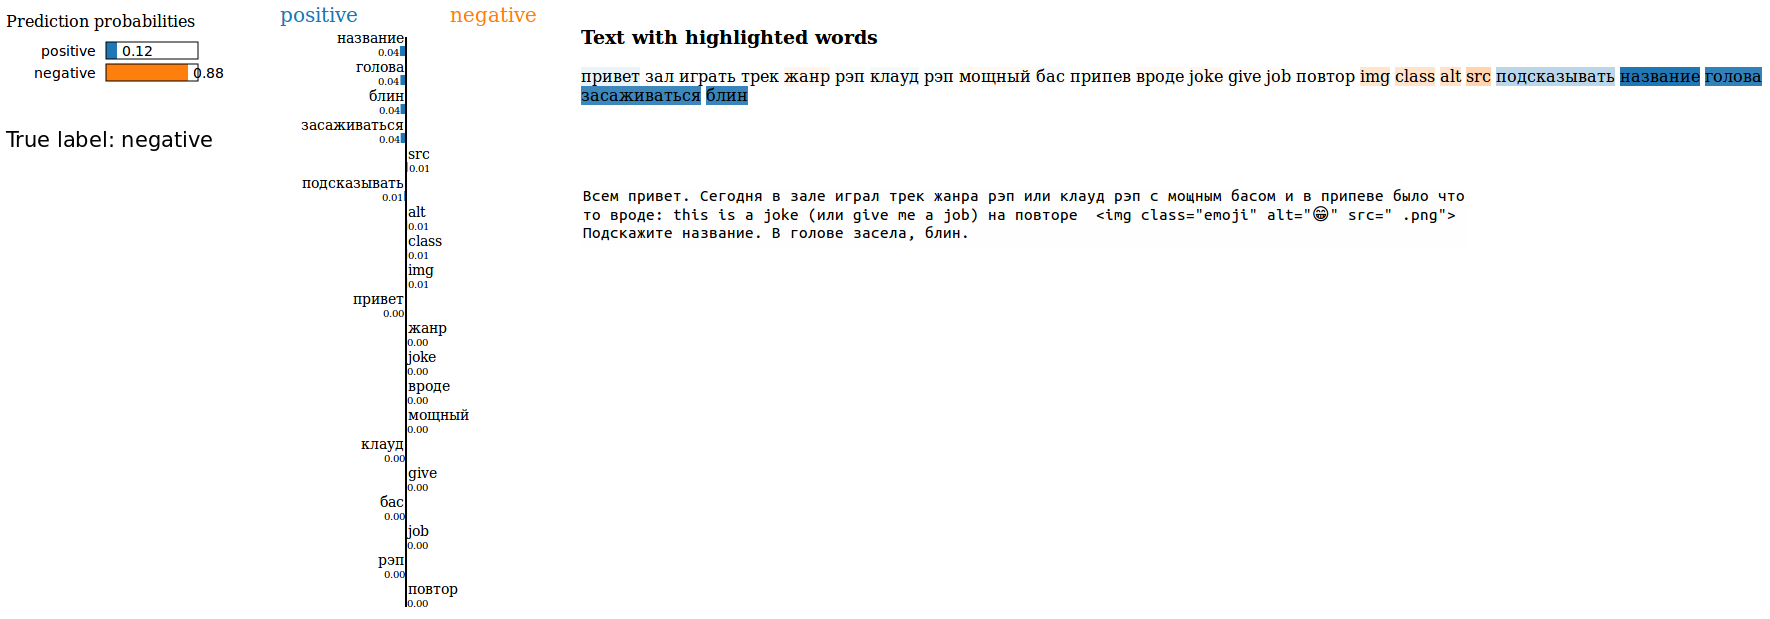 Prediction probabilities
positive 0.12
negative 0.88
True label: negative
positive negative
название
0.04
голова
0.04
блин
0.04
засаживаться
0.04
src
0.01
подсказывать
0.01
alt
0.01
class
0.01
img
0.01
привет
0.00
жанр
0.00
joke
0.00
вроде
0.00
мощный
0.00
клауд
0.00
give
0.00
бас
0.00
job
0.00
рэп
0.00
повтор
0.00
Text with highlighted words
привет зал играть трек жанр рэп клауд рэп мощный бас припев вроде joke give job повтор img class alt src подсказывать название голова
засаживаться блин
Всем привет. Сегодня в зале играл трек жанра рэп или клауд рэп с мощным басом и в припеве было что
то вроде: this is a joke (или give me a job) на повторе <img class="emoji" alt="😁" src=" .png">
Подскажите название. В голове засела, блин.